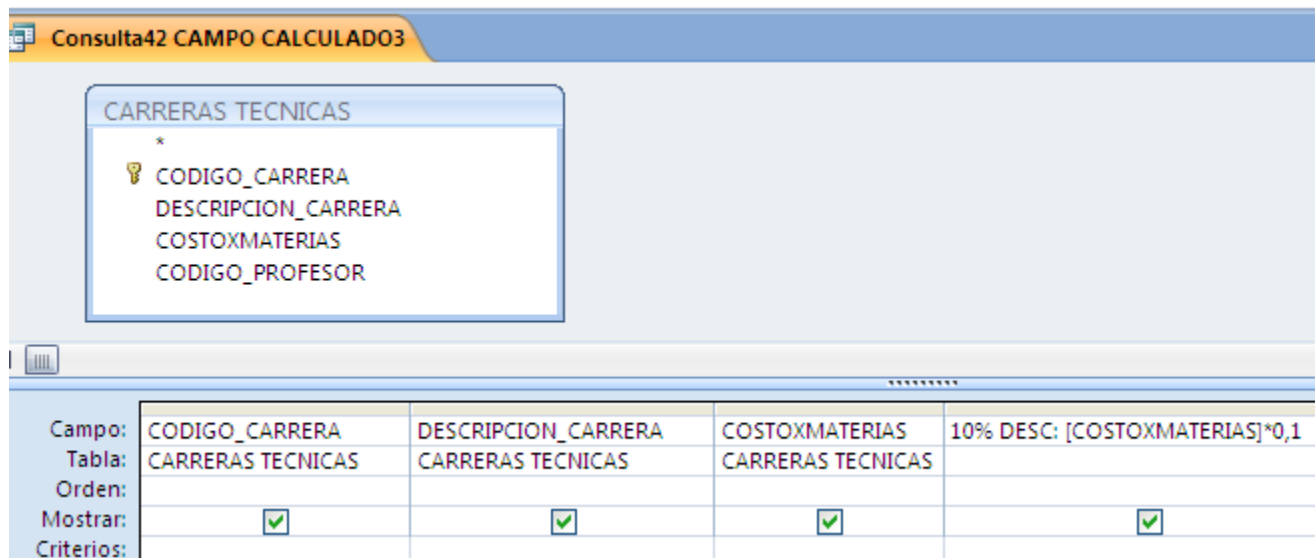 Consulta42 CAMPO CALCULADO3
CARRERAS TECNICAS
*
CODIGO_CARRERA
DESCRIPCION_CARRERA
COSTOXMATERIAS
CODIGO_PROFESOR
Campo: CODIGO_CARRERA DESCRIPCION_CARRERA COSTOXMATERIAS 10% DESC: [COSTOXMATERIAS]*0,1
Tabla: CARRERAS TECNICAS CARRERAS TECNICAS CARRERAS TECNICAS
Orden:
Mostrar:
Criterios: